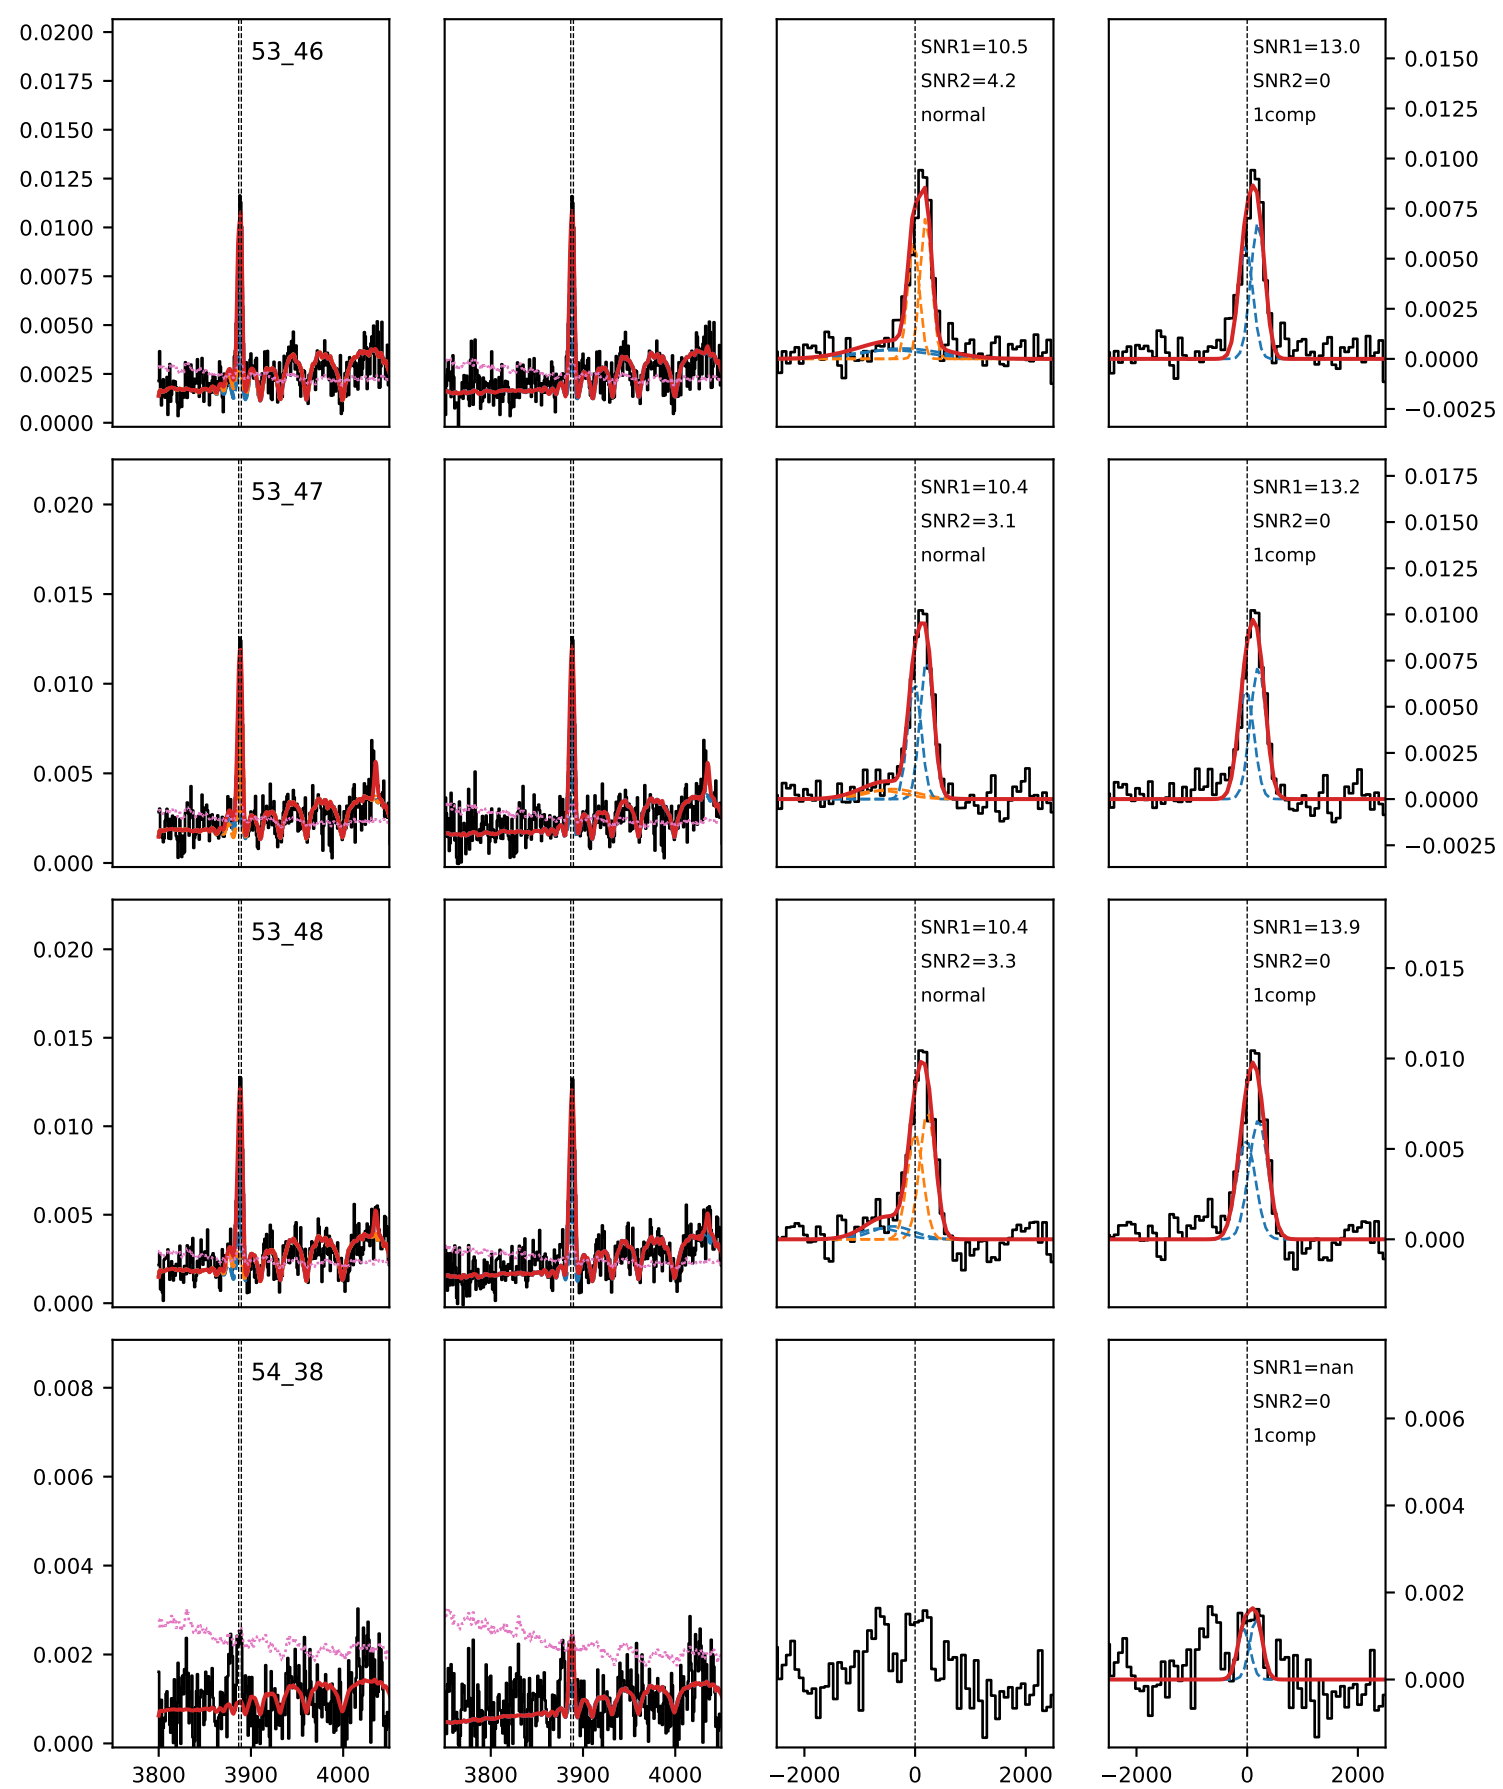 0.0200
0.0175
0.0150
0.0125
0.0100
0.0075
0.0050
0.0025
0.0000
53_46
SNR1=10.5
SNR2=4.2
normal
SNR1=13.0
SNR2=0
1comp
0.0150
0.0125
0.0100
0.0075
0.0050
0.0025
0.0000
−0.0025
0.020
0.015
0.010
0.005
0.000
53_47
SNR1=10.4
SNR2=3.1
normal
SNR1=13.2
SNR2=0
1comp
0.0175
0.0150
0.0125
0.0100
0.0075
0.0050
0.0025
0.0000
−0.0025
0.020
0.015
0.010
0.005
0.000
53_48
SNR1=10.4
SNR2=3.3
normal
SNR1=13.9
SNR2=0
1comp
0.015
0.010
0.005
0.000
0.008
0.006
0.004
0.002
0.000
54_38
SNR1=nan
SNR2=0
1comp
0.006
0.004
0.002
0.000
3800 3900 4000
3800 3900 4000
−2000 0 2000
−2000 0 2000